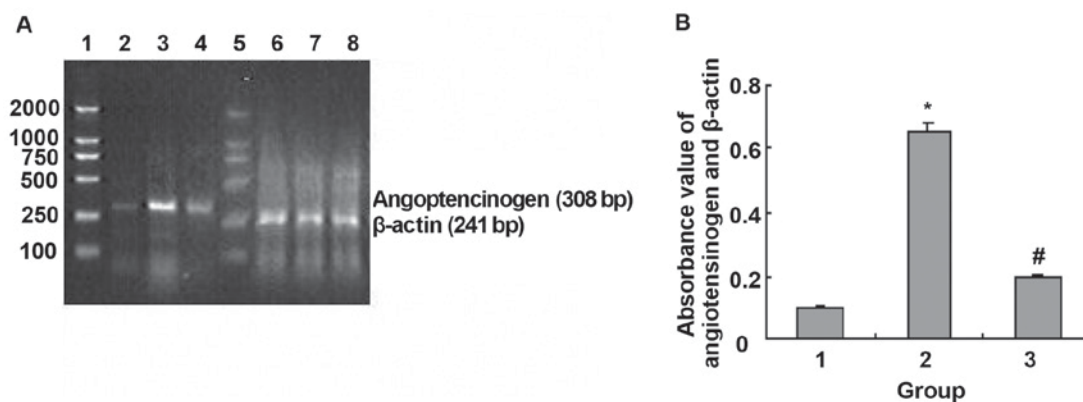 A
1 2 3 4 5 6 7 8
2000
1000
750
500
250
100
Angoptencinogen (308 bp)
β-actin (241 bp)
B
Absorbance value of
angiotensinogen and β-actin
0.8
0.6
0.4
0.2
0
*
#
1 2 3
Group